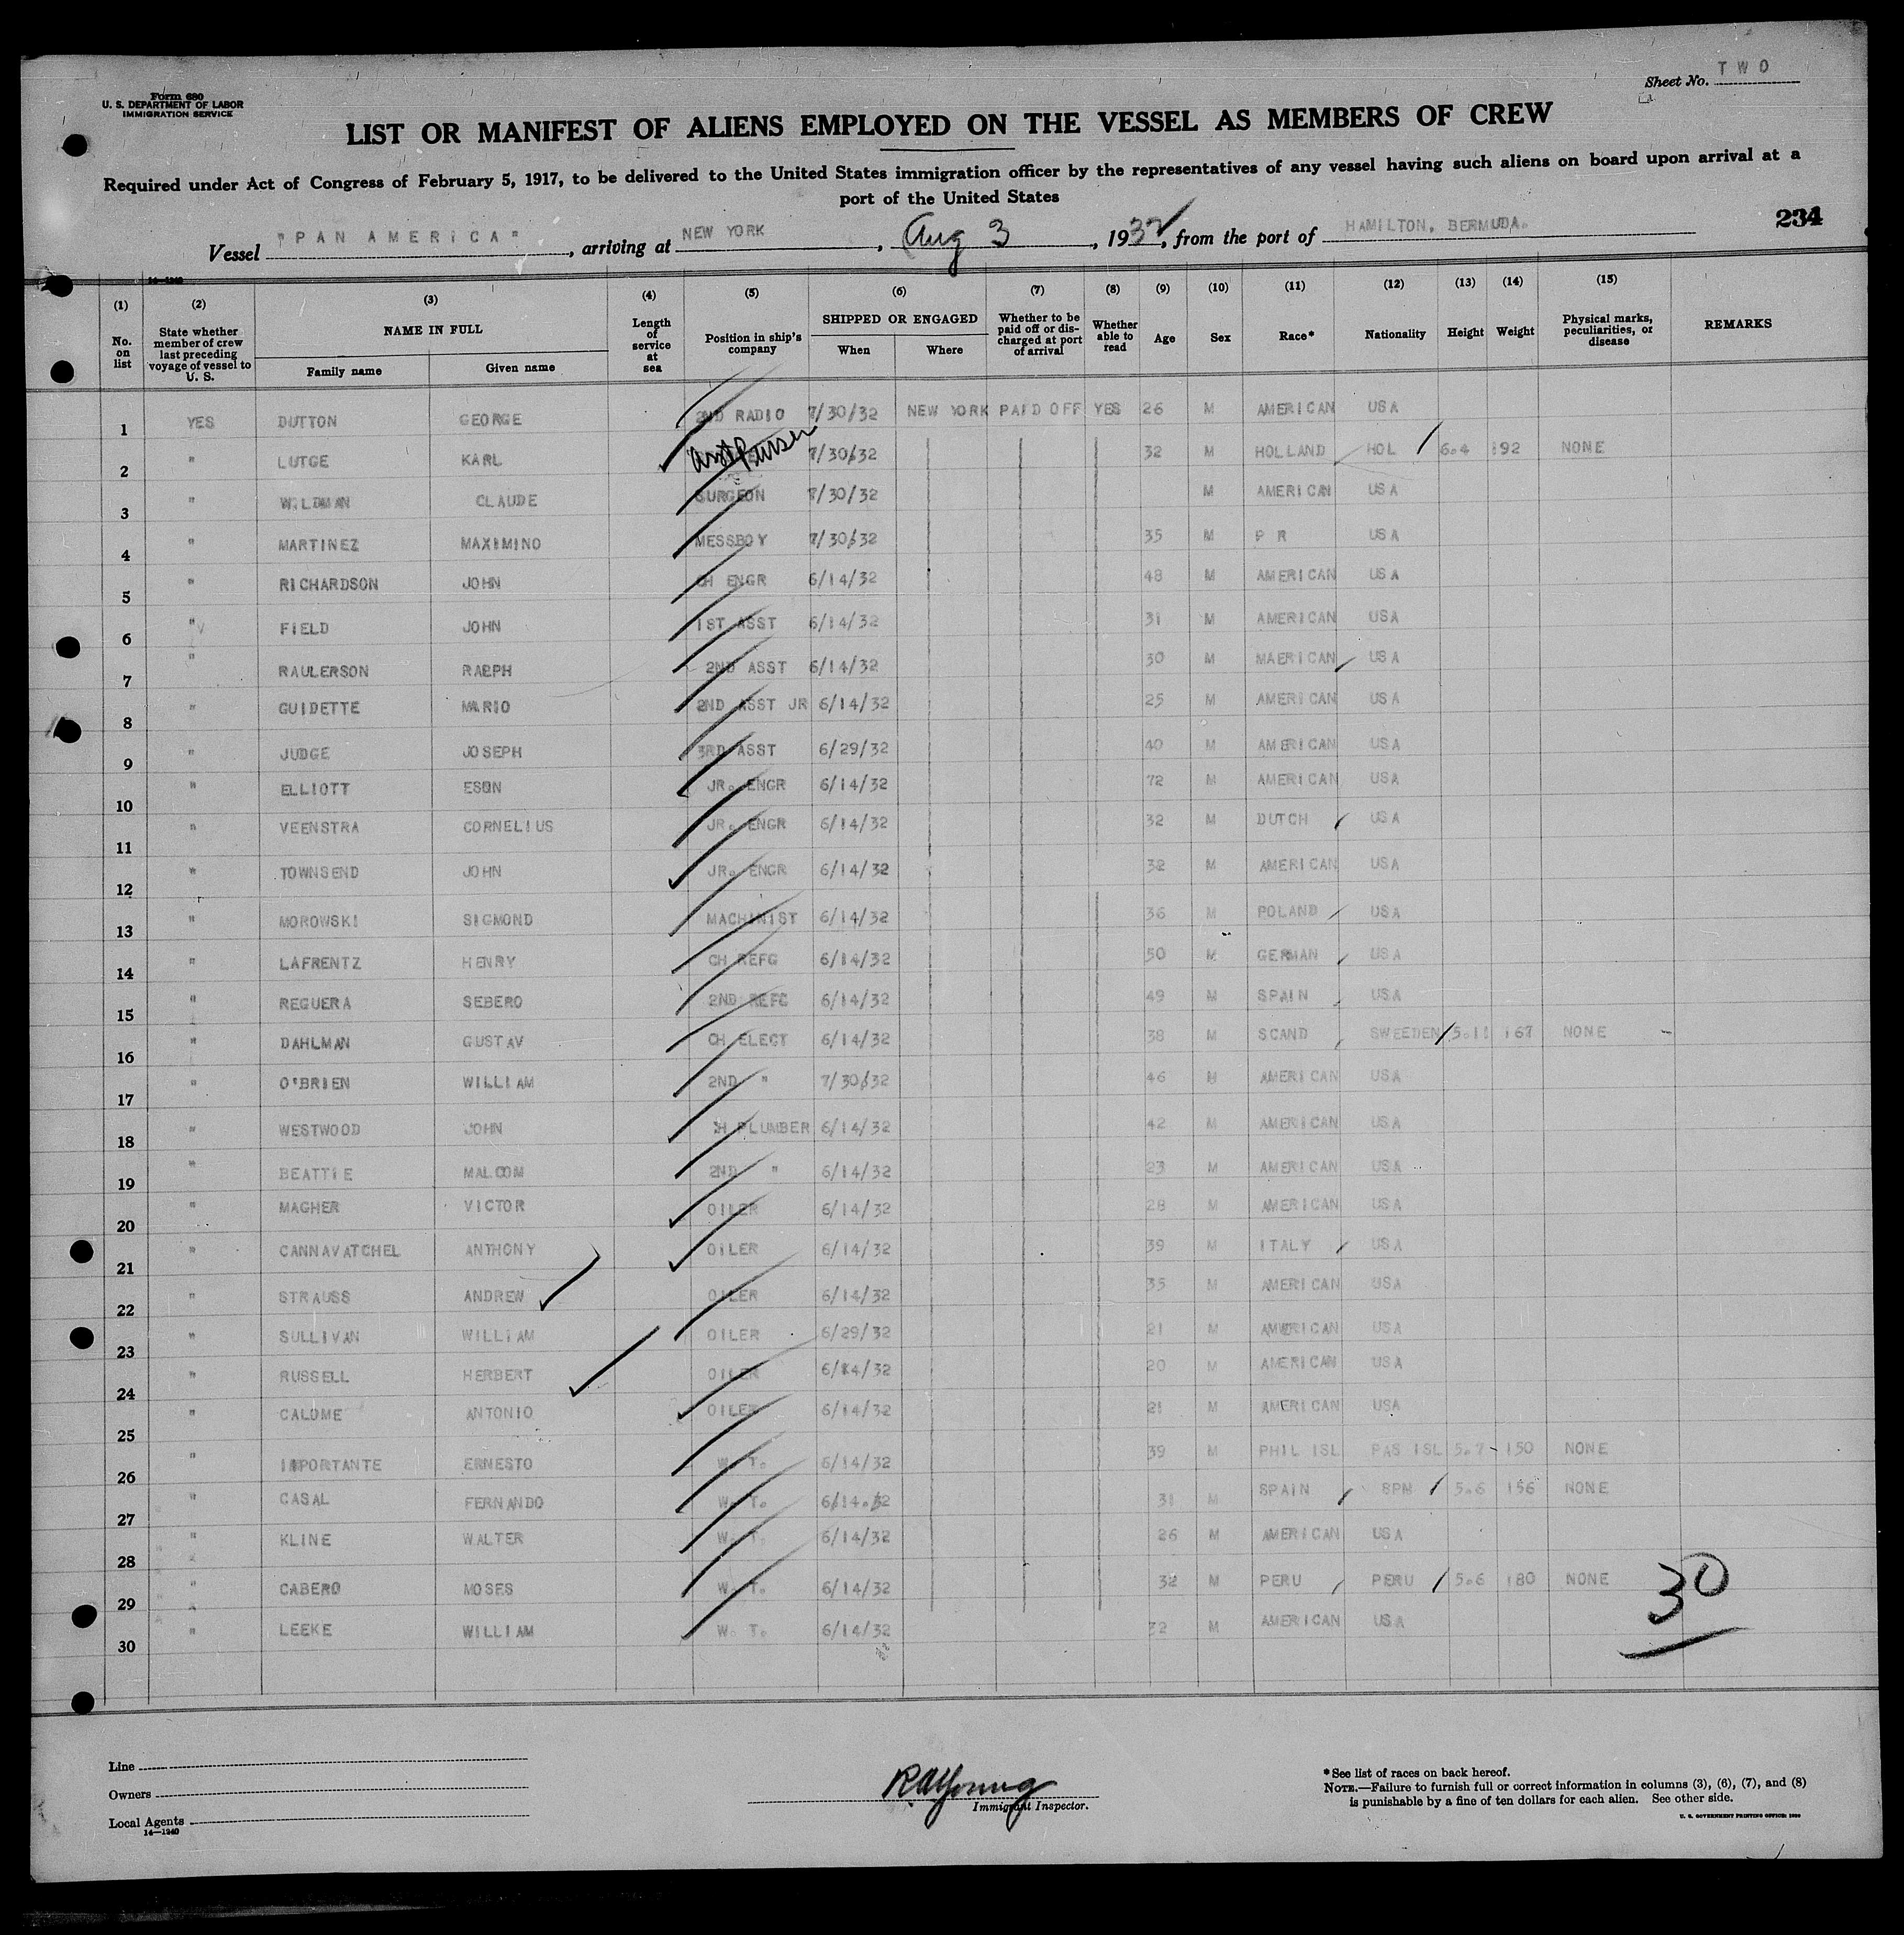 Form 680
U. S. DEPARTMENT OF LABOR
IMMIGRATION SERVICE
Sheet No. TWO
LIST OR MANIFEST OF ALIENS EMPLOYED ON THE VESSEL AS MEMBERS OF CREW
Required under Act of Congress of February 5, 1917, to be delivered to the United States immigration officer by the representatives of any vessel having such aliens on board upon arrival at a
port of the United States
234
Vessel "PAN AMERICA", arriving at NEW YORK, Aug 3, 1932, from the port of HAMILTON, BERMUDA.
14—1240
(1) (2) (3) (4) (5) (6) (7) (8) (9) (10) (11) (12) (13) (14) (15)
No. on list State whether member of crew last preceding voyage of vessel to U. S. NAME IN FULL Family name Given name Length of service at sea Position in ship's company SHIPPED OR ENGAGED When Where Whether to be paid off or discharged at port of arrival Whether able to read Age Sex Race* Nationality Height Weight Physical marks, peculiarities, or disease REMARKS
1 YES DUTTON GEORGE 2ND RADIO 7/30/32 NEW YORK PAID OFF YES 26 M AMERICAN USA
2 " LUTGE KARL Asst Purser 7/30/32 32 M HOLLAND HOL 6.4 192 NONE
3 " WILDMAN CLAUDE SURGEON 7/30/32 M AMERICAN USA
4 " MARTINEZ MAXIMINO MESSBOY 7/30/32 35 M P R USA
5 " RICHARDSON JOHN CH ENGR 6/14/32 48 M AMERICAN USA
6 " FIELD JOHN 1ST ASST 6/14/32 31 M AMERICAN USA
7 " RAULERSON RALPH 2ND ASST 6/14/32 30 M MAERICAN USA
8 " GUIDETTE MARIO 2ND ASST JR 6/14/32 25 M AMERICAN USA
9 " JUDGE JOSEPH 3RD ASST 6/29/32 40 M AMERICAN USA
10 " ELLIOTT ESON JR. ENGR 6/14/32 72 M AMERICAN USA
11 " VEENSTRA CORNELIUS JR. ENGR 6/14/32 32 M DUTCH USA
12 " TOWNSEND JOHN JR. ENGR 6/14/32 32 M AMERICAN USA
13 " MOROWSKI SIGMOND MACHINIST 6/14/32 36 M POLAND USA
14 " LAFRENTZ HENRY CH REFG 6/14/32 50 M GERMAN USA
15 " REGUERA SEBERO 2ND REFG 6/14/32 49 M SPAIN USA
16 " DAHLMAN GUSTAV CH ELECT 6/14/32 38 M SCAND SWEEDEN 5.11 167 NONE
17 " O'BRIEN WILLIAM 2ND " 7/30/32 46 M AMERICAN USA
18 " WESTWOOD JOHN CH PLUMBER 6/14/32 42 M AMERICAN USA
19 " BEATTIE MALCOM 2ND " 6/14/32 23 M AMERICAN USA
20 " MAGHER VICTOR OILER 6/14/32 28 M AMERICAN USA
21 " CANNAVATCHEL ANTHONY OILER 6/14/32 39 M ITALY USA
22 " STRAUSS ANDREW OILER 6/14/32 35 M AMERICAN USA
23 " SULLIVAN WILLIAM OILER 6/29/32 21 M AMWRICAN USA
24 " RUSSELL HERBERT OILER 6/14/32 20 M AMERICAN USA
25 " CALOME ANTONIO OILER 6/14/32 21 M AMERICAN USA
26 " IMPORTANTE ERNESTO W. T. 6/14/32 39 M PHIL ISL PAS ISL 5.7 150 NONE
27 " CASAL FERNANDO W. T. 6/14.32 31 M SPAIN SPN 5.6 156 NONE
28 " KLINE WALTER W. T. 6/14/32 26 M AMERICAN USA
29 " CABERO MOSES W. T. 6/14/32 32 M PERU PERU 5.6 180 NONE
30 " LEEKE WILLIAM W. T. 6/14/32 32 M AMERICAN USA
30
Line
Owners
Local Agents
14—1240
R A Young
Immigrant Inspector.
*See list of races on back hereof.
NOTE.—Failure to furnish full or correct information in columns (3), (6), (7), and (8)
is punishable by a fine of ten dollars for each alien. See other side.
U. S. GOVERNMENT PRINTING OFFICE: 1930